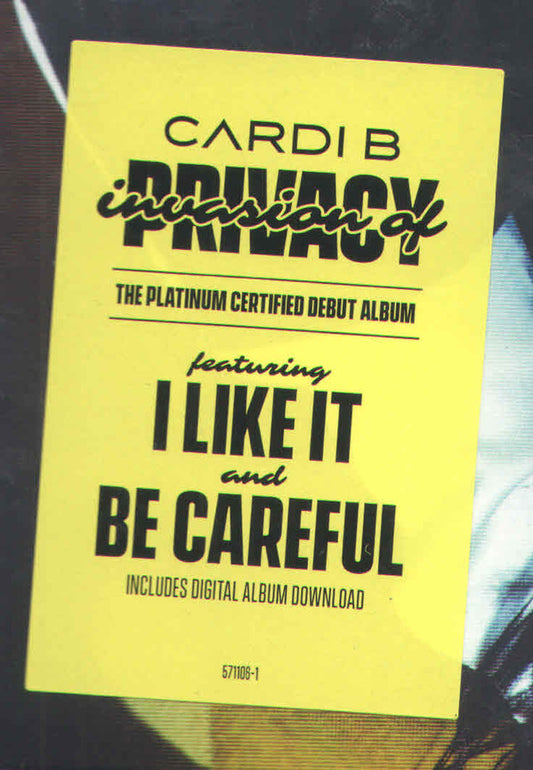 CARDI B
invasion of
PRIVACY
THE PLATINUM CERTIFIED DEBUT ALBUM
featuring
I LIKE IT
and
BE CAREFUL
INCLUDES DIGITAL ALBUM DOWNLOAD
571108-1